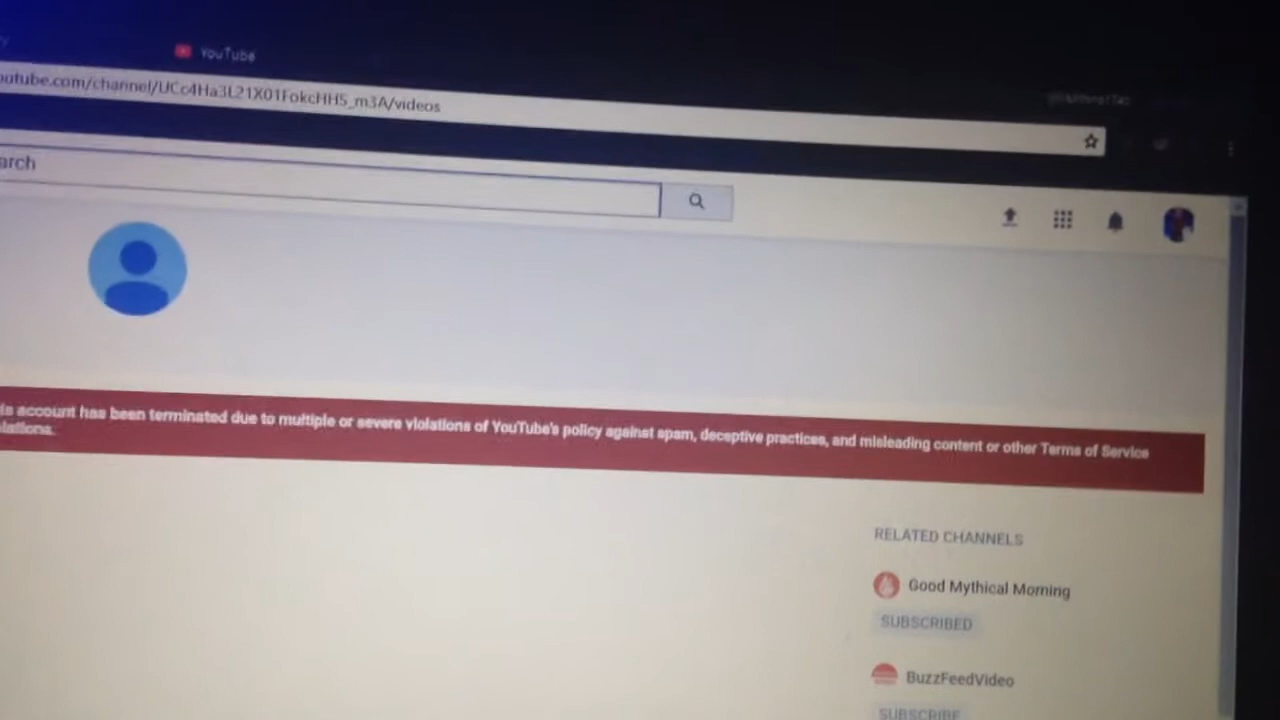 YouTube
outube.com/channel/UCc4Ha3L21X01FokcHHS_m3A/videos
arch
is account has been terminated due to multiple or severe violations of YouTube's policy against spam, deceptive practices, and misleading content or other Terms of Service
olations.
RELATED CHANNELS
Good Mythical Morning
SUBSCRIBED
BuzzFeedVideo
SUBSCRIBE